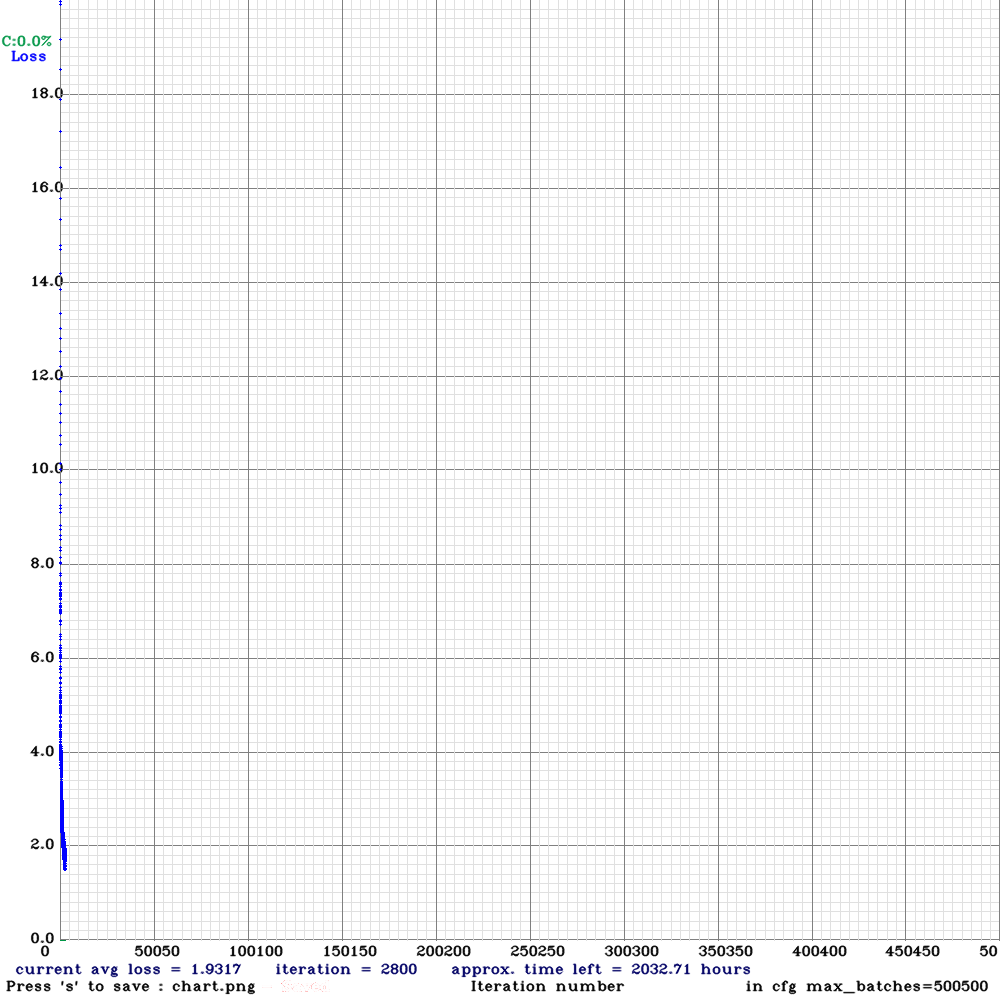 C:0.0%
Loss
18.0
16.0
14.0
12.0
10.0
8.0
6.0
4.0
2.0
0.0
0 50050 100100 150150 200200 250250 300300 350350 400400 450450 50
current avg loss = 1.9317 iteration = 2800 approx. time left = 2032.71 hours
Press 's' to save : chart.png Iteration number in cfg max_batches=500500